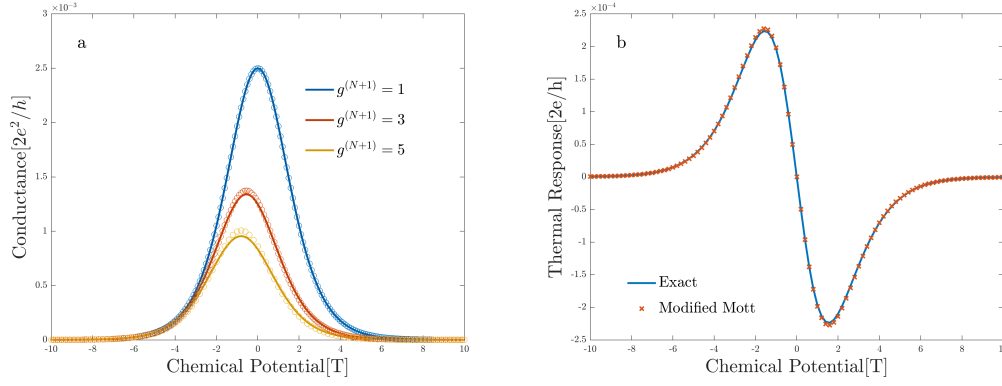 ×10⁻³
a
3
2.5
2
1.5
1
0.5
0
g⁽ᴺ⁺¹⁾ = 1
g⁽ᴺ⁺¹⁾ = 3
g⁽ᴺ⁺¹⁾ = 5
Conductance[2e²/h]
-10 -8 -6 -4 -2 0 2 4 6 8 10
Chemical Potential[T]
×10⁻⁴
b
2.5
2
1.5
1
0.5
0
-0.5
-1
-1.5
-2
-2.5
Exact
Modified Mott
Thermal Response[2e/h]
-10 -8 -6 -4 -2 0 2 4 6 8 10
Chemical Potential[T]